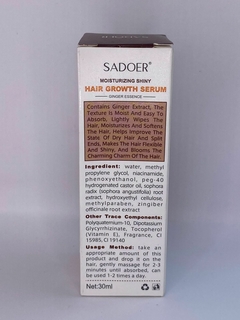 SADOER®
MOISTURIZING SHINY
HAIR GROWTH SERUM
GINGER ESSENCE
Contains Ginger Extract, The
Texture Is Moist And Easy To
Absorb, Lightly Wipes The
Hair, Moisturizes And Softens
The Hair, Helps Improve The
State Of Dry Hair And Split
Ends, Makes The Hair Flexible
And Shiny, And Blooms The
Charming Charm Of The Hair.
Ingredient: water, methyl
propylene glycol, niacinamide,
phenoxyethanol, peg-40
hydrogenated castor oil, sophora
radix (sophora angustifolia) root
extract, hydroxyethyl cellulose,
methylparaben, zingiber
officinale root extract
Other Trace Components:
Polyquaternium-10, Dipotassium
Glycyrrhizinate, Tocopherol
(Vitamin E), Fragrance, CI
15985, CI 19140
Usage Method: take an
appropriate amount of this
product and drop it on the
hair, gently massage for 2-3
minutes until absorbed, can be
used 1-2 times a day.
Net:30ml